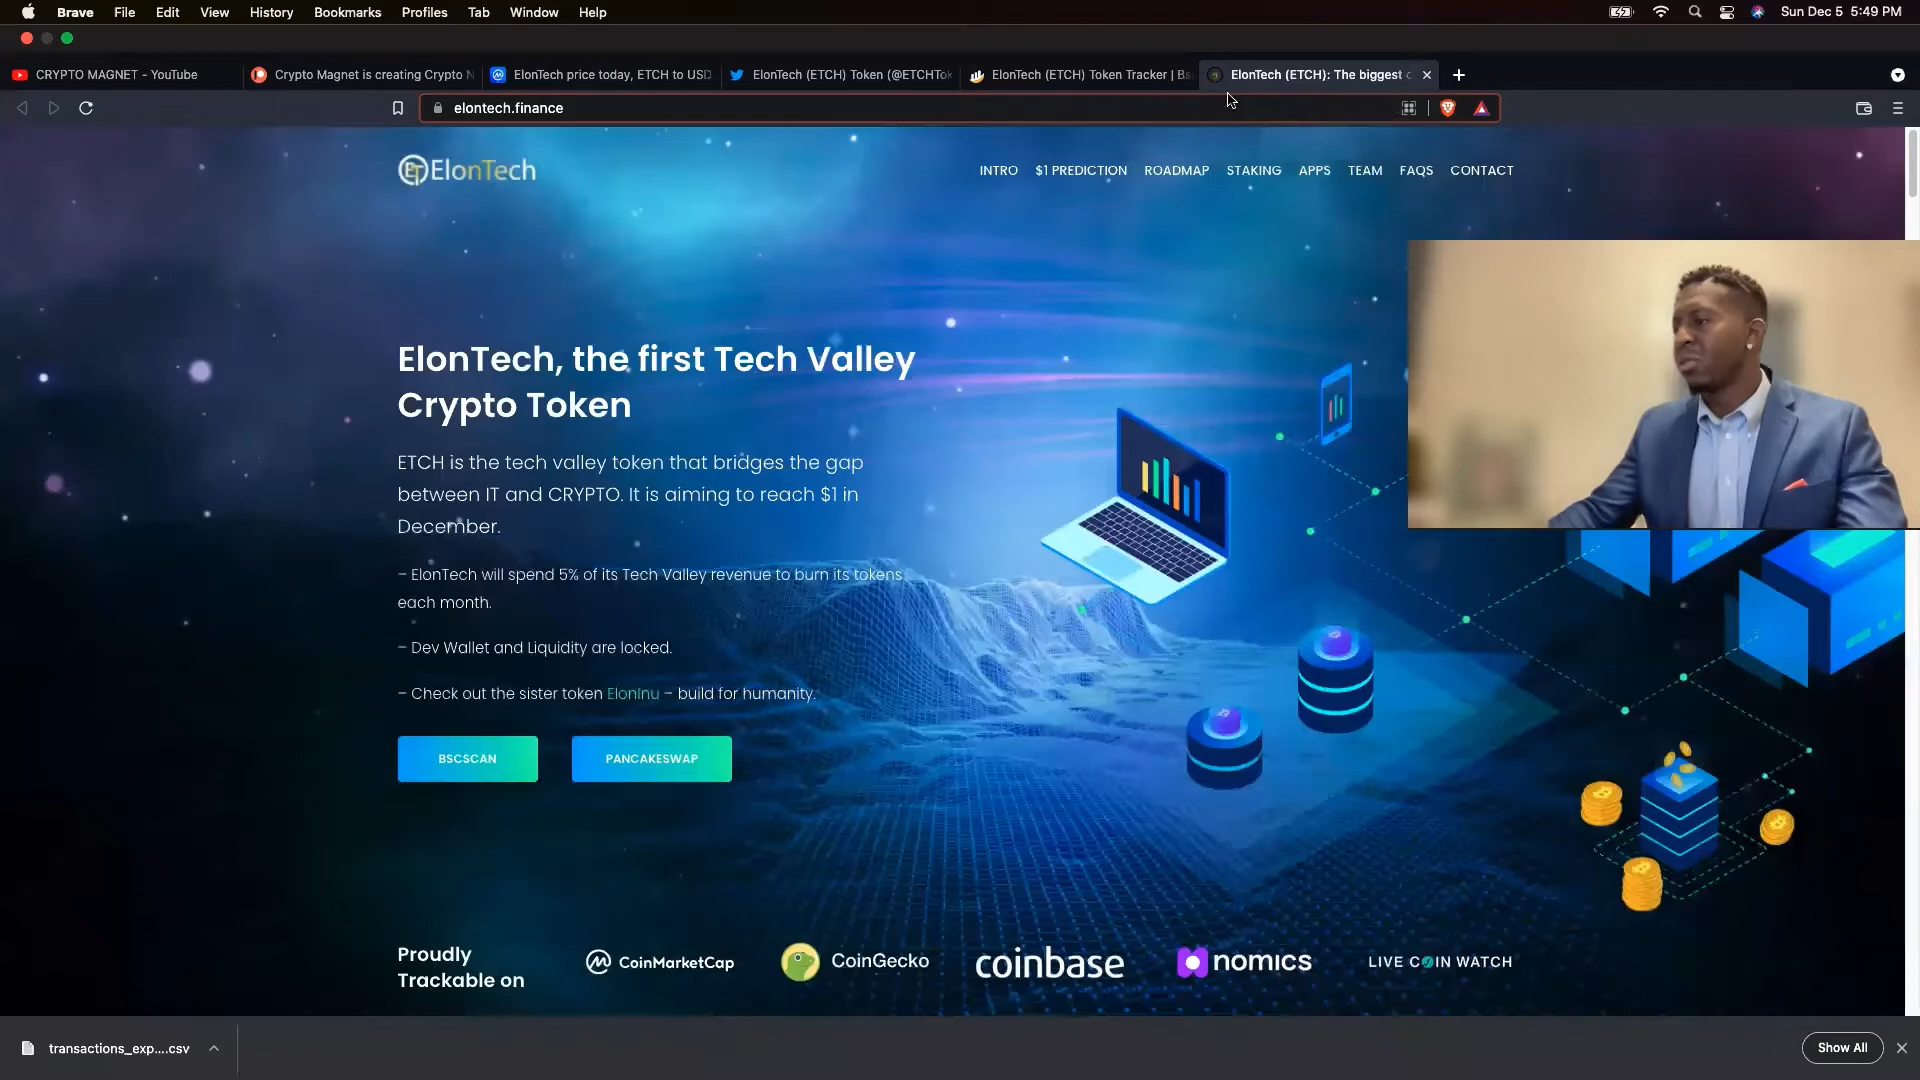 Brave File Edit View History Bookmarks Profiles Tab Window Help Sun Dec 5 5:49 PM
CRYPTO MAGNET - YouTube Crypto Magnet is creating Crypto N ElonTech price today, ETCH to USD ElonTech (ETCH) Token (@ETCHTok ElonTech (ETCH) Token Tracker | Bs ElonTech (ETCH): The biggest
elontech.finance
ElonTech
INTRO $1 PREDICTION ROADMAP STAKING APPS TEAM FAQS CONTACT
ElonTech, the first Tech Valley
Crypto Token
ETCH is the tech valley token that bridges the gap
between IT and CRYPTO. It is aiming to reach $1 in
December.
– ElonTech will spend 5% of its Tech Valley revenue to burn its tokens
each month.
– Dev Wallet and Liquidity are locked.
– Check out the sister token ElonInu – build for humanity.
BSCSCAN PANCAKESWAP
Proudly
Trackable on
CoinMarketCap CoinGecko coinbase nomics LIVE COIN WATCH
transactions_exp....csv Show All